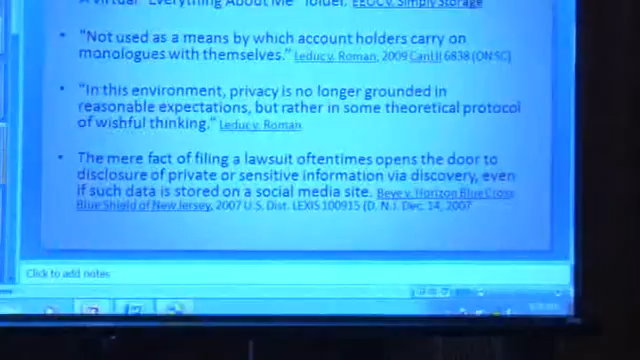 A virtual "Everything About Me" folder. EEOC v. Simply Storage
• "Not used as a means by which account holders carry on
monologues with themselves." Leduc v. Roman, 2009 CanLII 6838 (ON SC)
• "In this environment, privacy is no longer grounded in
reasonable expectations, but rather in some theoretical protocol
of wishful thinking." Leduc v. Roman
• The mere fact of filing a lawsuit oftentimes opens the door to
disclosure of private or sensitive information via discovery, even
if such data is stored on a social media site. Beye v. Horizon Blue Cross
Blue Shield of New Jersey, 2007 U.S. Dist. LEXIS 100915 (D. N.J. Dec. 14, 2007
Click to add notes